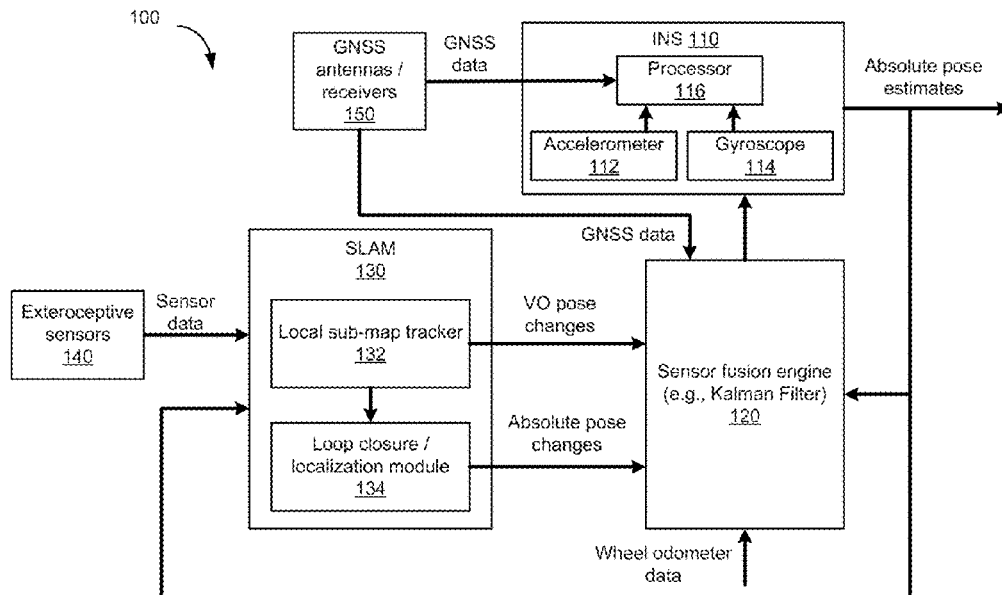 100
GNSS
antennas /
receivers
150
GNSS
data
INS 110
Processor
116
Accelerometer
112
Gyroscope
114
Absolute pose
estimates
GNSS data
SLAM
130
Exteroceptive
sensors
140
Sensor
data
Local sub-map tracker
132
VO pose
changes
Loop closure /
localization module
134
Absolute pose
changes
Sensor fusion engine
(e.g., Kalman Filter)
120
Wheel odometer
data